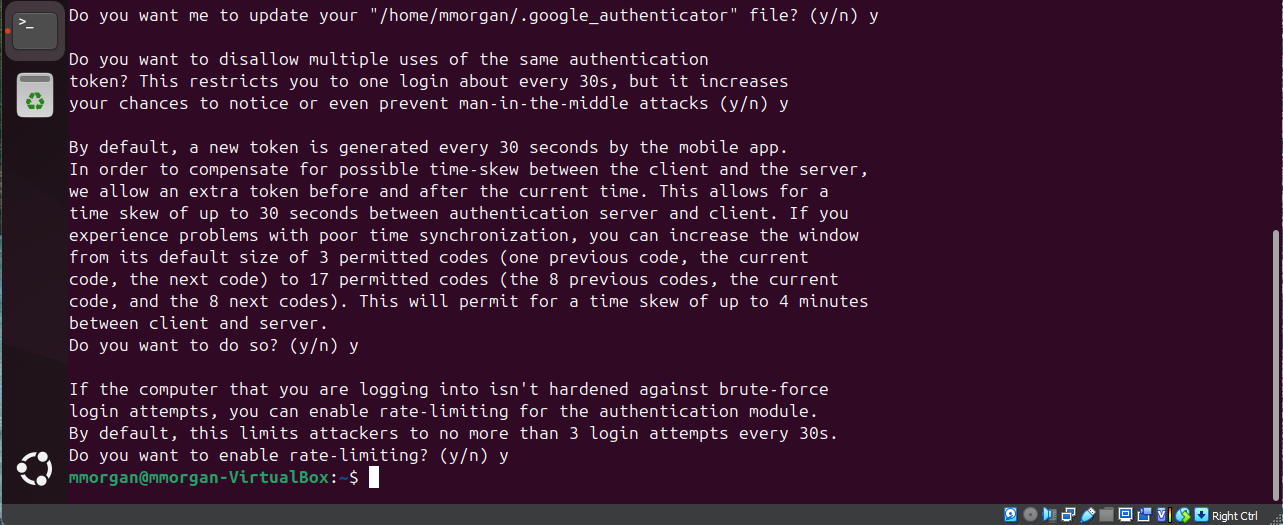 Do you want me to update your "/home/mmorgan/.google_authenticator" file? (y/n) y
Do you want to disallow multiple uses of the same authentication
token? This restricts you to one login about every 30s, but it increases
your chances to notice or even prevent man-in-the-middle attacks (y/n) y
By default, a new token is generated every 30 seconds by the mobile app.
In order to compensate for possible time-skew between the client and the server,
we allow an extra token before and after the current time. This allows for a
time skew of up to 30 seconds between authentication server and client. If you
experience problems with poor time synchronization, you can increase the window
from its default size of 3 permitted codes (one previous code, the current
code, the next code) to 17 permitted codes (the 8 previous codes, the current
code, and the 8 next codes). This will permit for a time skew of up to 4 minutes
between client and server.
Do you want to do so? (y/n) y
If the computer that you are logging into isn't hardened against brute-force
login attempts, you can enable rate-limiting for the authentication module.
By default, this limits attackers to no more than 3 login attempts every 30s.
Do you want to enable rate-limiting? (y/n) y
mmorgan@mmorgan-VirtualBox:~$
Right Ctrl